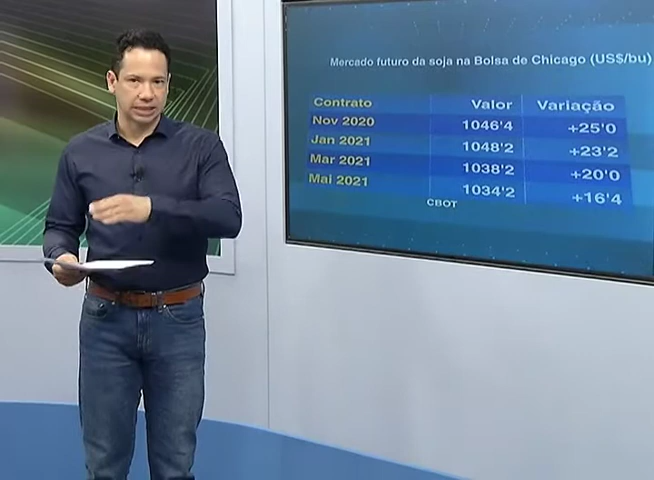 Mercado futuro da soja na Bolsa de Chicago (US$/bu)
Contrato Valor Variação
Nov 2020 1046'4 +25'0
Jan 2021 1048'2 +23'2
Mar 2021 1038'2 +20'0
Mai 2021 1034'2 +16'4
CBOT